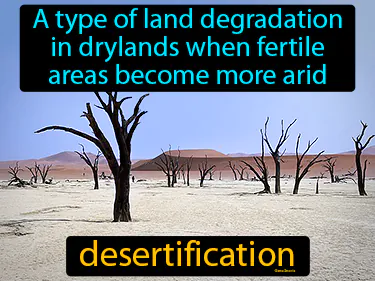 A type of land degradation
in drylands when fertile
areas become more arid
desertification